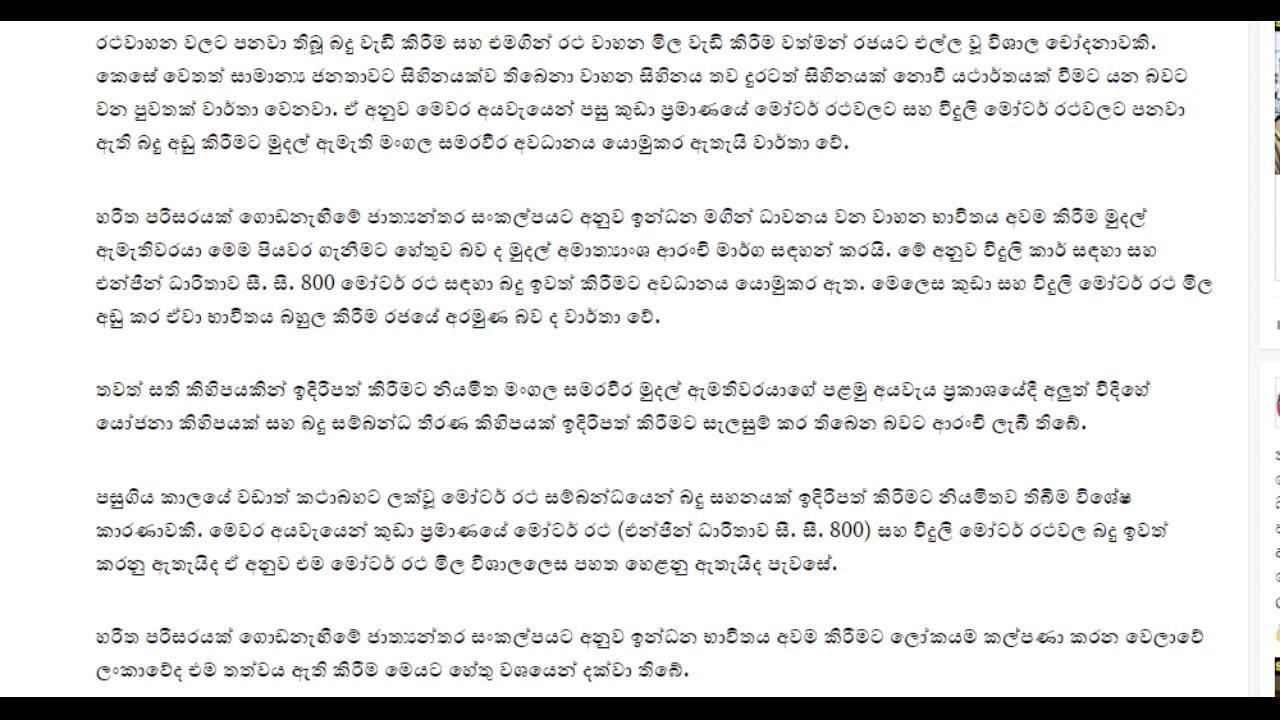 රථවාහන වලට පනවා තිබූ බදු වැඩි කිරීම සහ එමගින් රථ වාහන මිල වැඩි කිරීම වත්මන් රජයට එල්ල වූ විශාල චෝදනාවකි.
කෙසේ වෙතත් සාමාන්‍ය ජනතාවට සිහිනයක්ව තිබෙනා වාහන සිහිනය තව දුරටත් සිහිනයක් නොවී යථාර්තයක් වීමට යන බවට
වන පුවතක් වාර්තා වෙනවා. ඒ අනුව මෙවර අයවැයෙන් පසු කුඩා ප්‍රමාණයේ මෝටර් රථවලට සහ විදුලි මෝටර් රථවලට පනවා
ඇති බදු අඩු කිරීමට මුදල් ඇමැති මංගල සමරවීර අවධානය යොමුකර ඇතැයි වාර්තා වේ.
හරිත පරිසරයක් ගොඩනැඟීමේ ජාත්‍යන්තර සංකල්පයට අනුව ඉන්ධන මගින් ධාවනය වන වාහන භාවිතය අවම කිරීම මුදල්
ඇමැතිවරයා මෙම පියවර ගැනීමට හේතුව බව ද මුදල් අමාත්‍යාංශ ආරංචි මාර්ග සඳහන් කරයි. මේ අනුව විදුලි කාර් සඳහා සහ
එන්ජින් ධාරිතාව සී. සී. 800 මෝටර් රථ සඳහා බදු ඉවත් කිරීමට අවධානය යොමුකර ඇත. මෙලෙස කුඩා සහ විදුලි මෝටර් රථ මිල
අඩු කර ඒවා භාවිතය බහුල කිරීම රජයේ අරමුණ බව ද වාර්තා වේ.
තවත් සති කිහිපයකින් ඉදිරිපත් කිරීමට නියමිත මංගල සමරවීර මුදල් ඇමතිවරයාගේ පළමු අයවැය ප්‍රකාශයේදී අලුත් විදිහේ
යෝජනා කිහිපයක් සහ බදු සම්බන්ධ තීරණ කිහිපයක් ඉදිරිපත් කිරීමට සැලසුම් කර තිබෙන බවට ආරංචි ලැබී තිබේ.
පසුගිය කාලයේ වඩාත් කථාබහට ලක්වූ මෝටර් රථ සම්බන්ධයෙන් බදු සහනයක් ඉදිරිපත් කිරීමට නියමිතව තිබීම විශේෂ
කාරණාවකි. මෙවර අයවැයෙන් කුඩා ප්‍රමාණයේ මෝටර් රථ (එන්ජින් ධාරිතාව සී. සී. 800) සහ විදුලි මෝටර් රථවල බදු ඉවත්
කරනු ඇතැයිද ඒ අනුව එම මෝටර් රථ මිල විශාලලෙස පහත හෙළනු ඇතැයිද පැවසේ.
හරිත පරිසරයක් ගොඩනැඟීමේ ජාත්‍යන්තර සංකල්පයට අනුව ඉන්ධන භාවිතය අවම කිරීමට ලෝකයම කල්පණා කරන වෙලාවේ
ලංකාවේද එම තත්වය ඇති කිරීම මෙයට හේතු වශයෙන් දක්වා තිබේ.